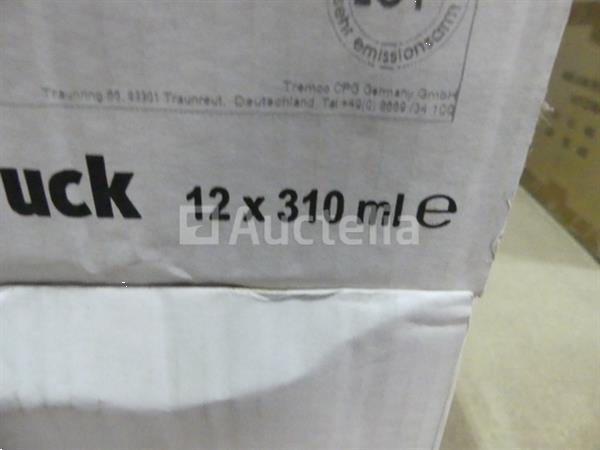 sehr emissionsarm
Tremco CPG Germany GmbH
Traunring 65, 83301 Traunreut, Deutschland, Tel +49(0) 8669 /34 100
uck 12 x 310 ml e
Auctelia